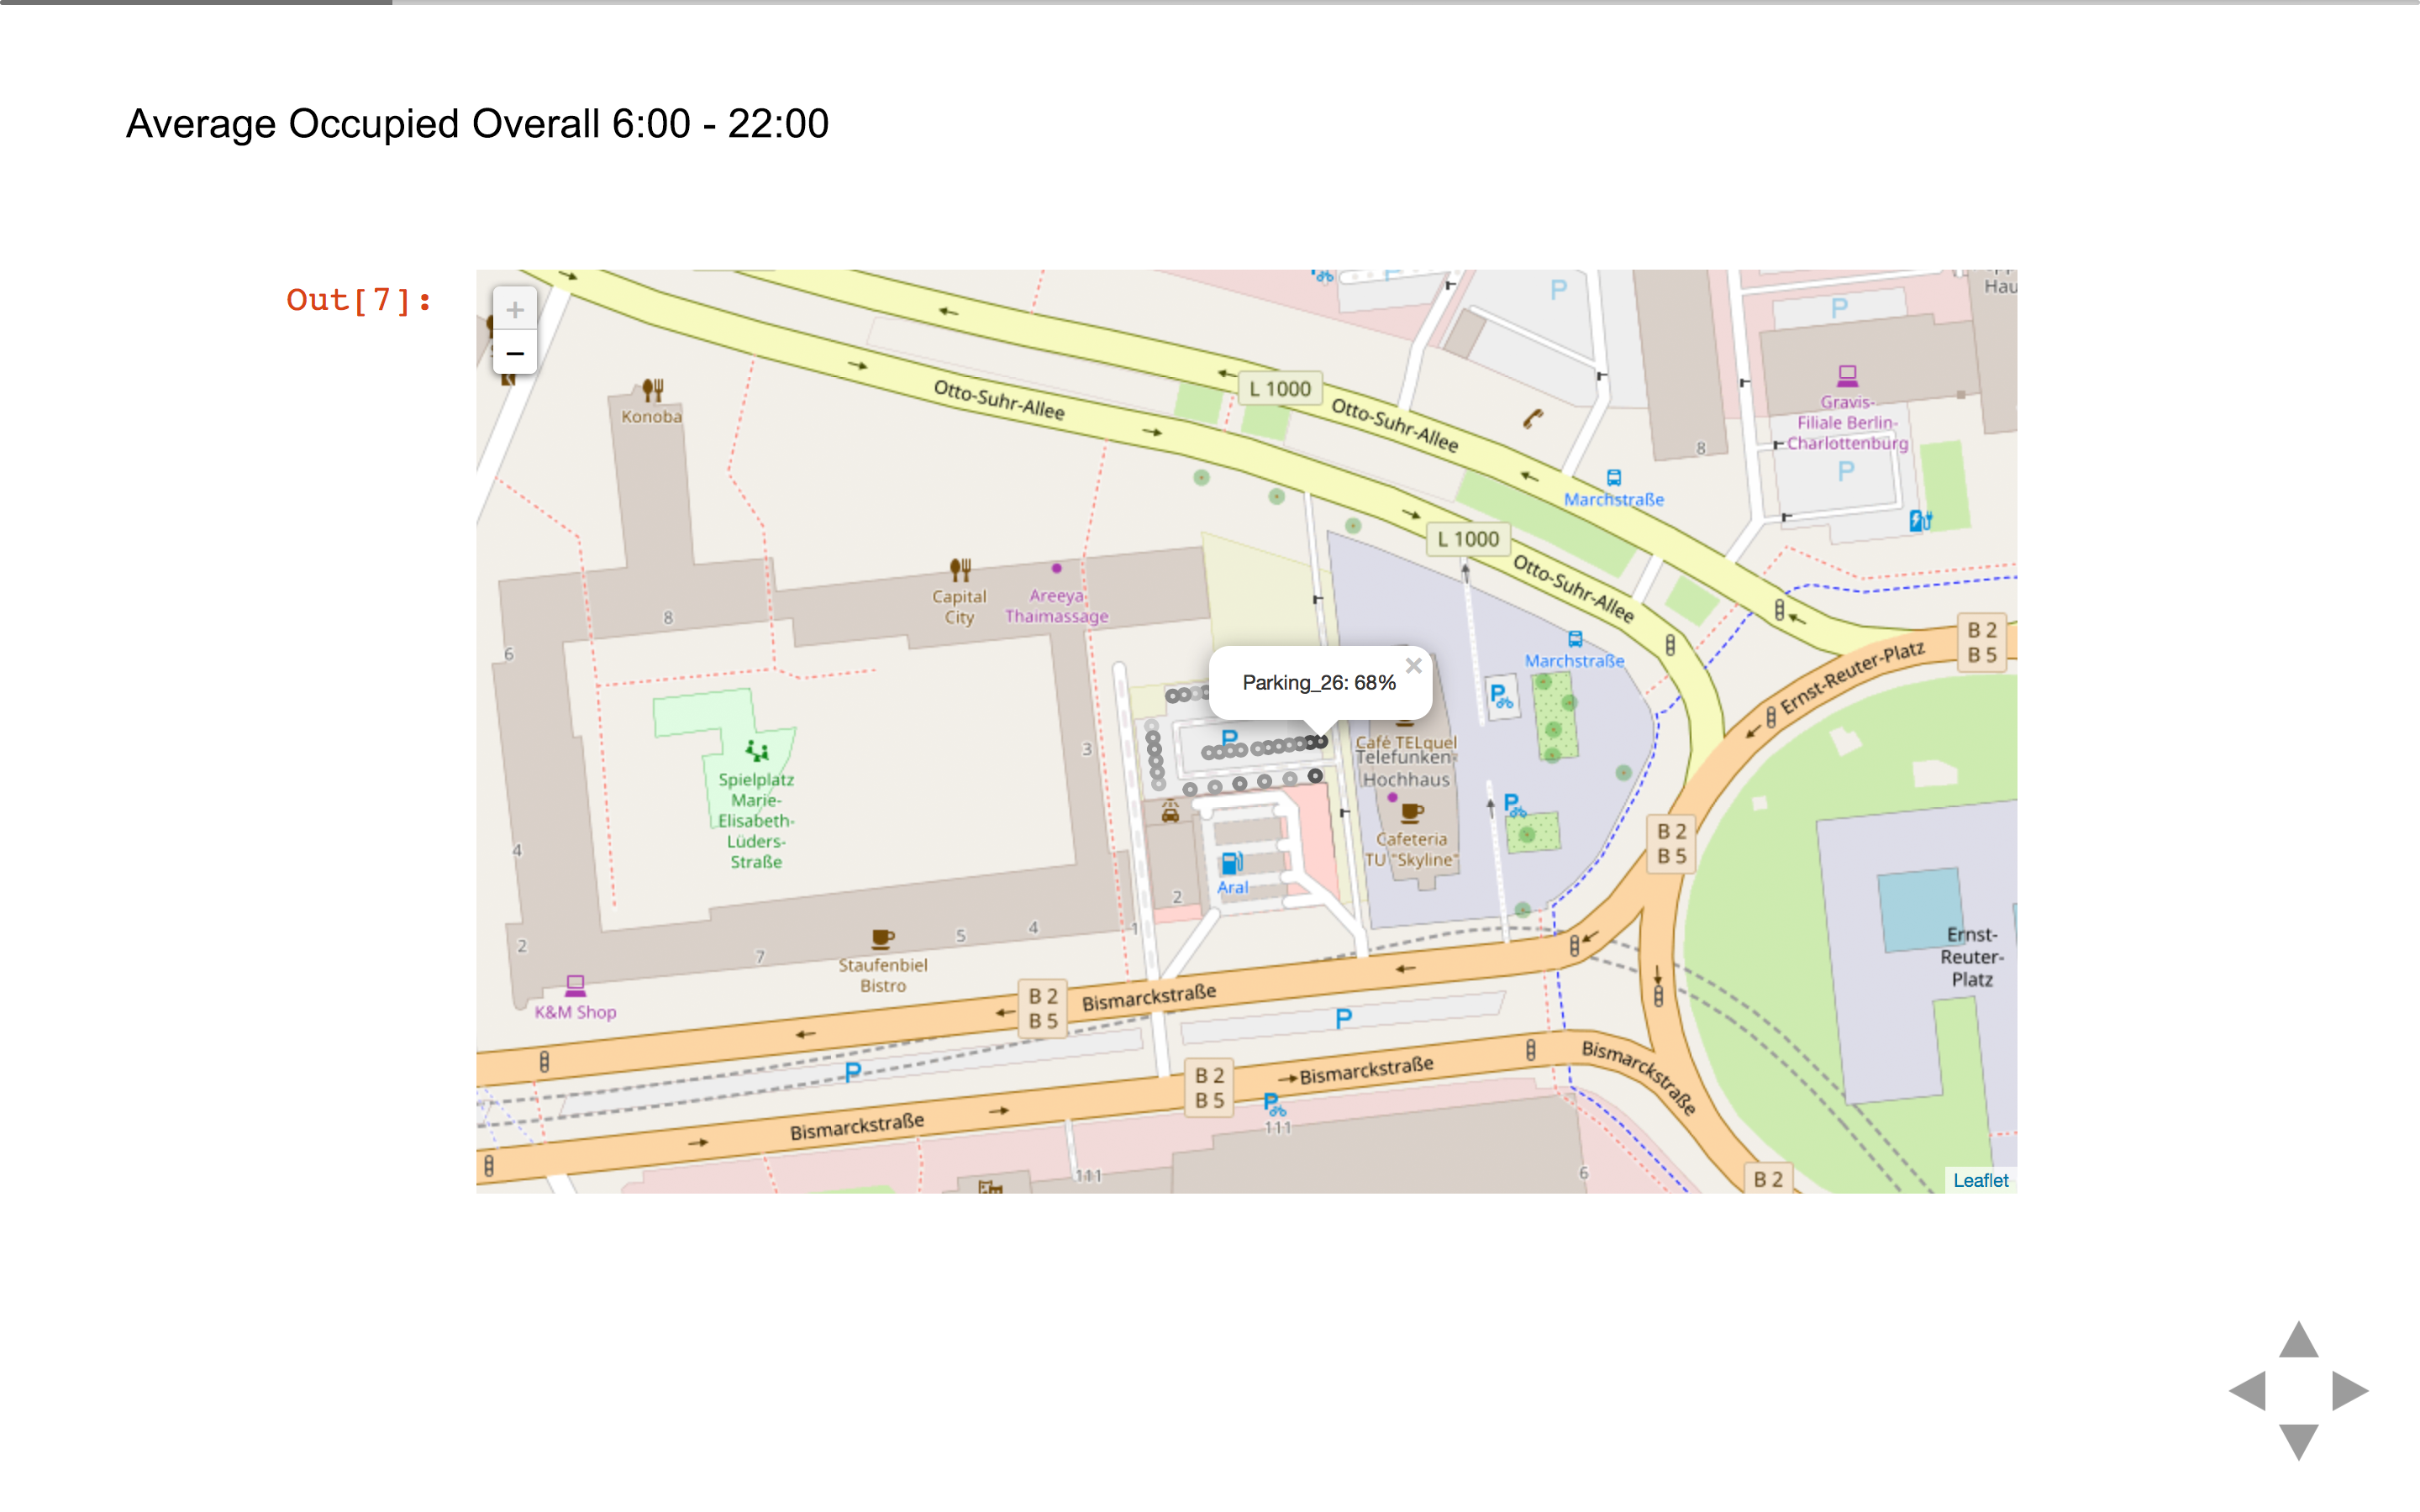 Average Occupied Overall 6:00 - 22:00
Out[7]:
+
−
Konoba
Otto-Suhr-Allee
L 1000
Otto-Suhr-Allee
P
P
P
Hau
Gravis-
Filiale Berlin-
Charlottenburg
P
8
Marchstraße
L 1000
Otto-Suhr-Allee
Capital
City
Areeya
Thaimassage
8
6
Marchstraße
B 2
B 5
Ernst-Reuter-Platz
Parking_26: 68%
×
P
P
3
Café TELquel
Telefunken-
Hochhaus
Spielplatz
Marie-
Elisabeth-
Lüders-
Straße
P
Cafeteria
TU "Skyline"
B 2
B 5
4
Aral
2
2
7
5
4
1
Staufenbiel
Bistro
K&M Shop
Ernst-
Reuter-
Platz
B 2
B 5
Bismarckstraße
P
P
B 2
B 5
Bismarckstraße
Bismarckstraße
Bismarckstraße
P
111
111
6
B 2
Leaflet